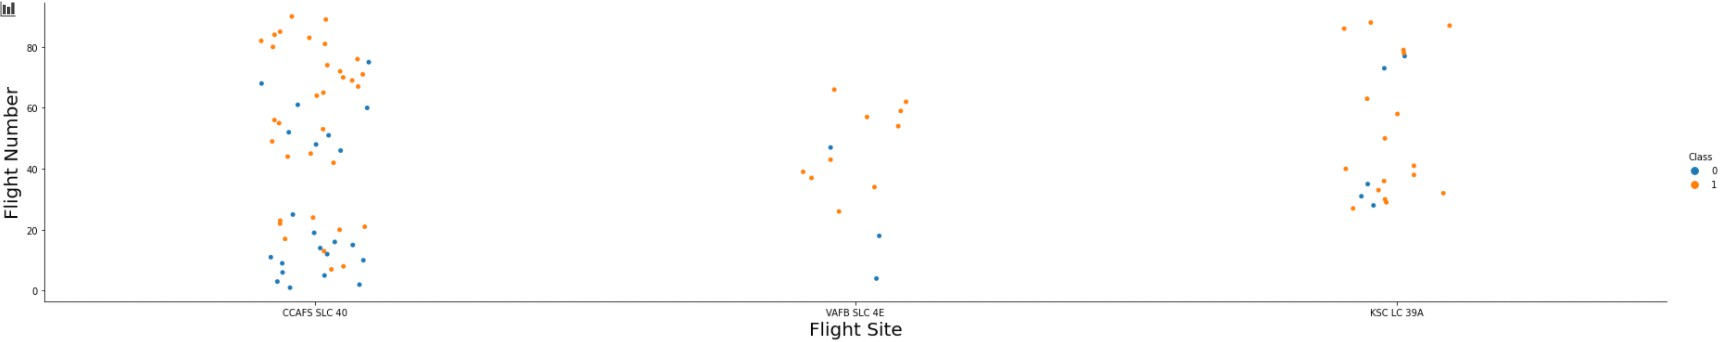 Flight Number
80
60
40
20
0
CCAFS SLC 40
VAFB SLC 4E
KSC LC 39A
Flight Site
Class
0
1